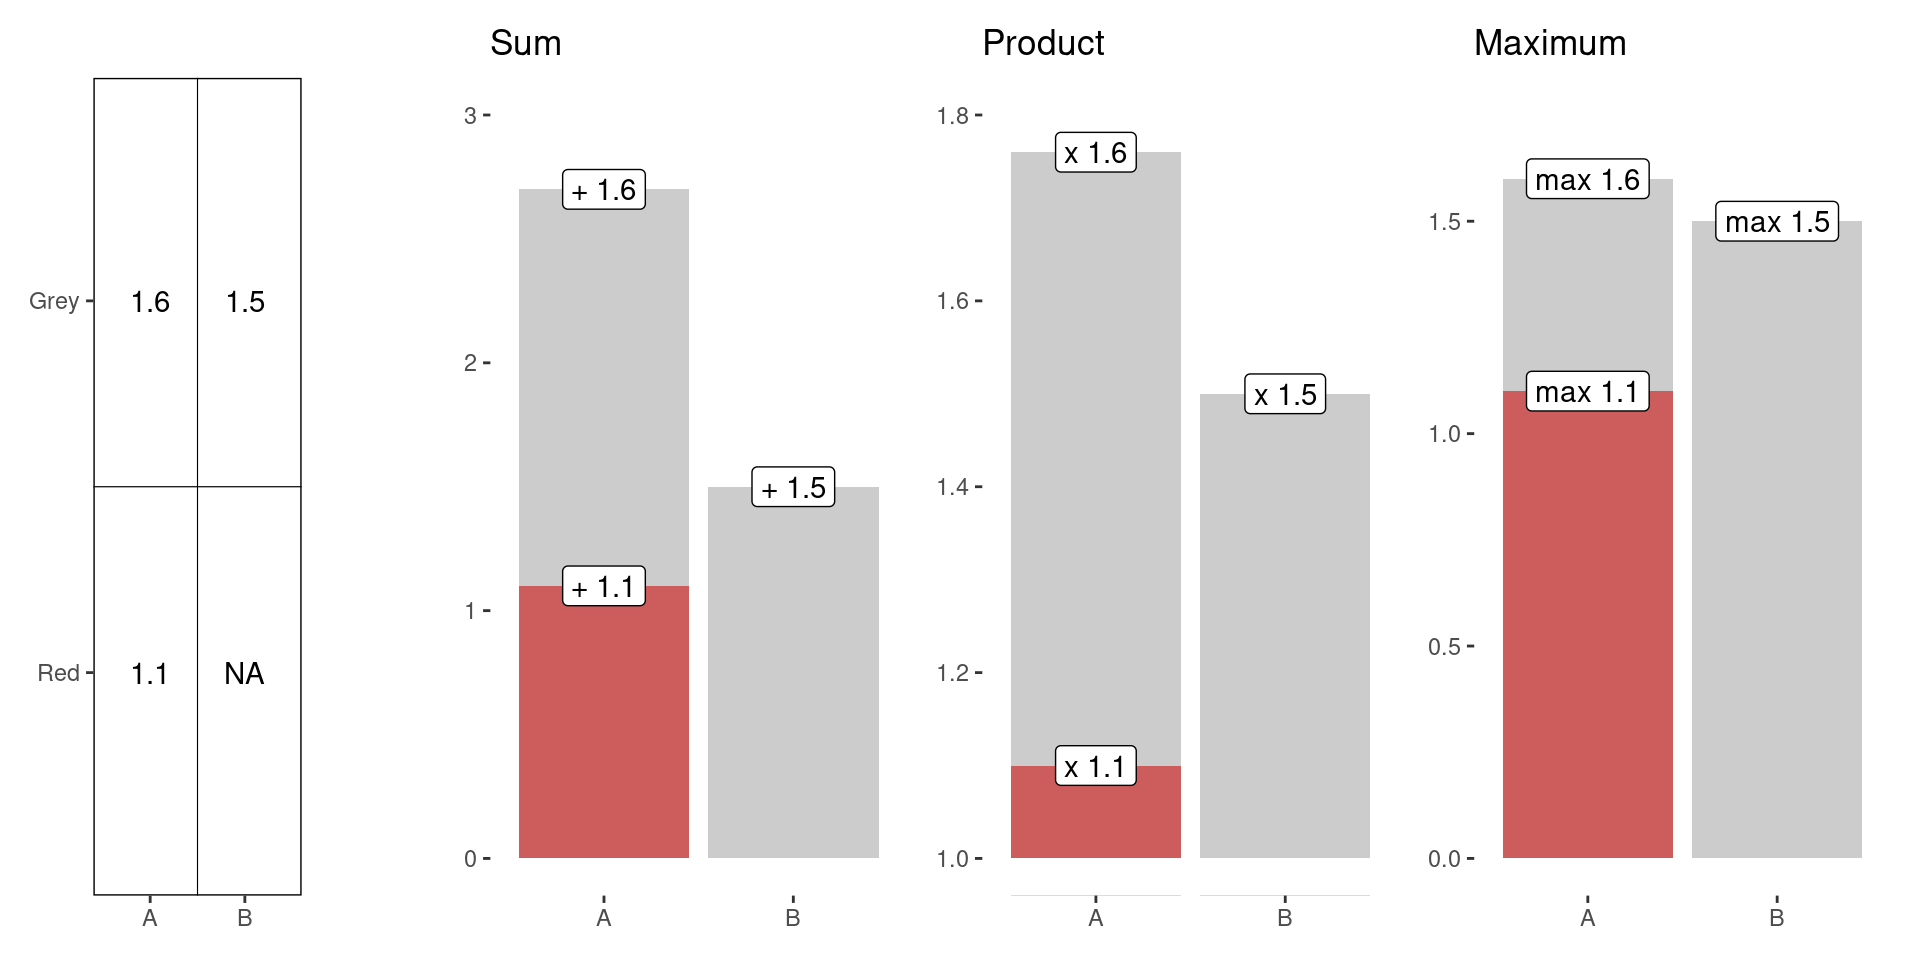 Sum
Product
Maximum
Grey
Red
1.6
1.5
1.1
NA
A
B
3
2
1
0
+ 1.6
+ 1.1
+ 1.5
A
B
1.8
1.6
1.4
1.2
1.0
x 1.6
x 1.1
x 1.5
A
B
1.5
1.0
0.5
0.0
max 1.6
max 1.1
max 1.5
A
B